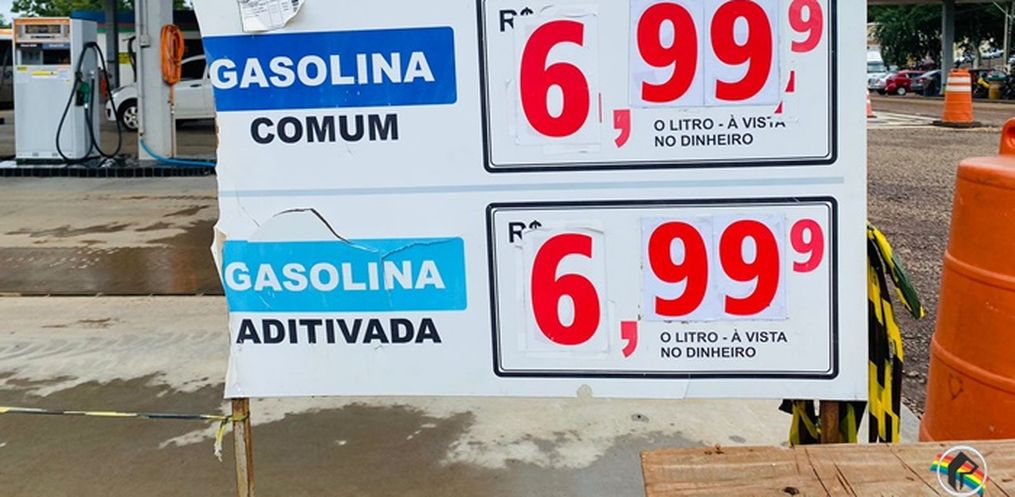 GASOLINA
COMUM
R$ 6,999
O LITRO - À VISTA
NO DINHEIRO
GASOLINA
ADITIVADA
R$ 6,999
O LITRO - À VISTA
NO DINHEIRO